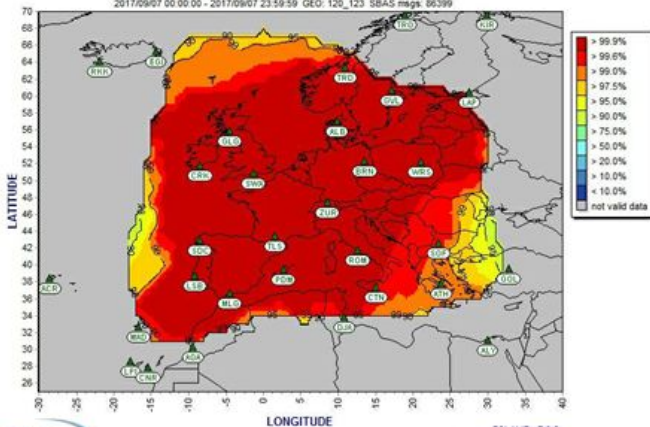 2017/09/07 00:00:00 - 2017/09/07 23:59:59 GEO: 120_123 SBAS msgs: 86399
LATITUDE
70
68
66
64
62
60
58
56
54
52
50
48
46
44
42
40
38
36
34
32
30
28
26
TRO
KIR
RKK
EGI
TRD
GVL
LAP
GLG
ALB
CRK
SWA
BRN
WRS
ZUR
SDC
TLS
SOF
ROM
ACR
LSB
PDM
GOL
MLG
CTN
ATH
MAD
DJA
AGA
ALY
LPI
CNR
-30
-25
-20
-15
-10
-5
0
5
10
15
20
25
30
35
40
LONGITUDE
> 99.9%
> 99.6%
> 99.0%
> 97.5%
> 95.0%
> 90.0%
> 75.0%
> 50.0%
> 20.0%
> 10.0%
< 10.0%
not valid data